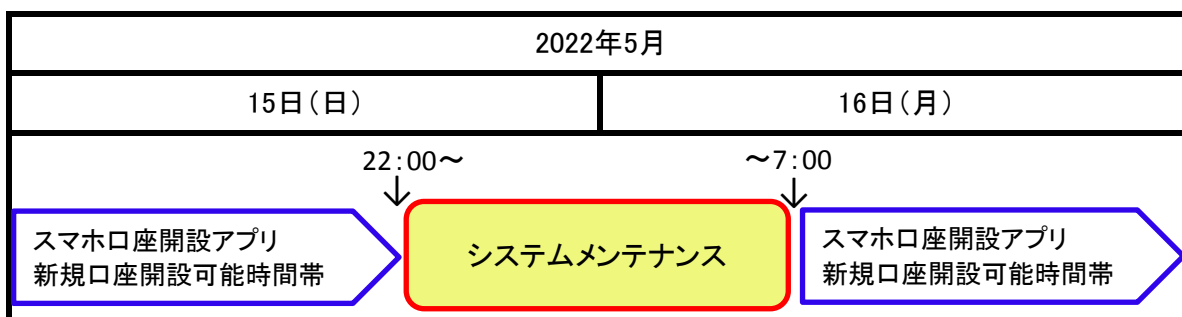 2022年5月
15日(日)
16日(月)
22:00~
~7:00
スマホ口座開設アプリ
新規口座開設可能時間帯
システムメンテナンス
スマホ口座開設アプリ
新規口座開設可能時間帯